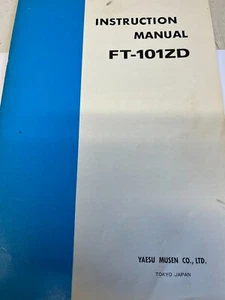 INSTRUCTION
MANUAL
FT-101ZD
YAESU MUSEN CO., LTD.
TOKYO JAPAN